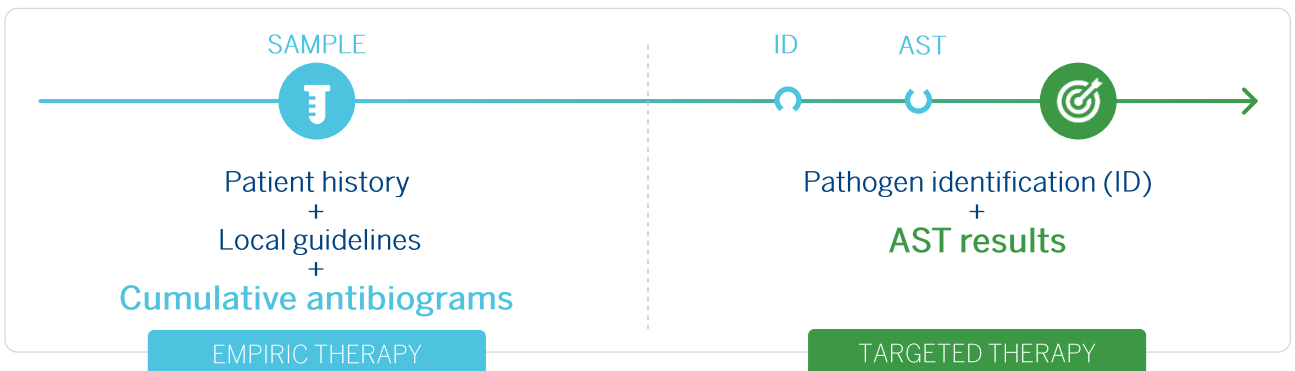 SAMPLE
Patient history
+
Local guidelines
+
Cumulative antibiograms
EMPIRIC THERAPY
ID
AST
Pathogen identification (ID)
+
AST results
TARGETED THERAPY